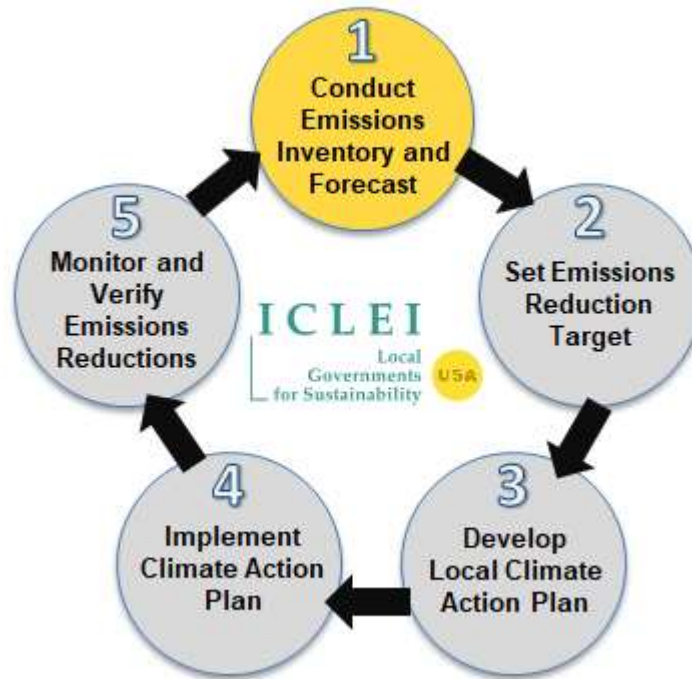 1
Conduct
Emissions
Inventory and
Forecast
2
Set Emissions
Reduction
Target
3
Develop
Local Climate
Action Plan
4
Implement
Climate Action
Plan
5
Monitor and
Verify
Emissions
Reductions
ICLEI
Local
Governments
for Sustainability
USA